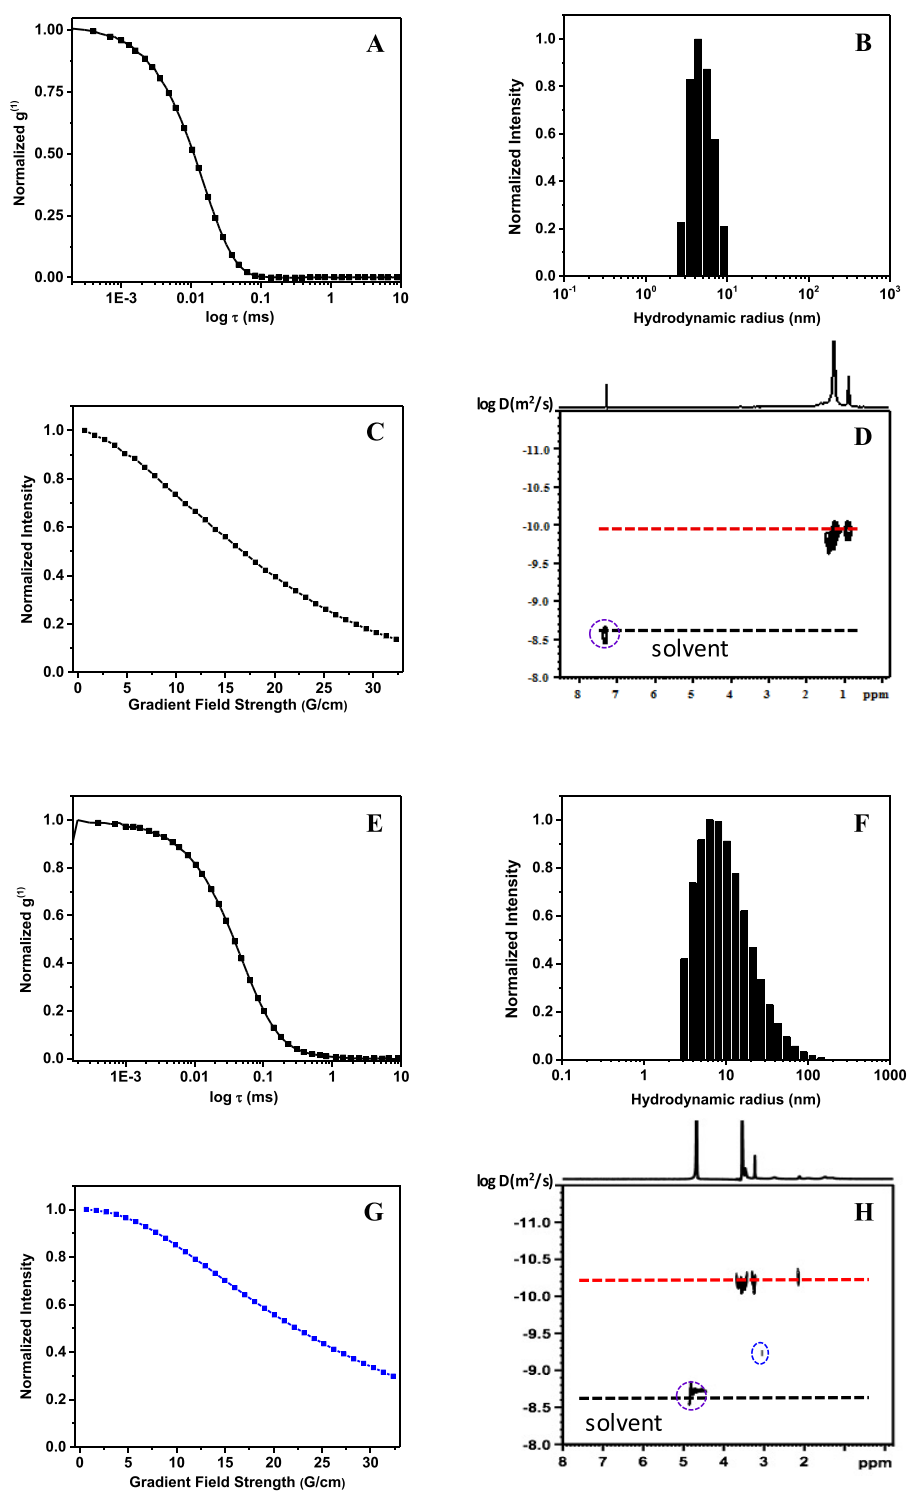 A
Normalized g(1)
1.00
0.75
0.50
0.25
0.00
1E-3 0.01 0.1 1 10
log τ (ms)
B
Normalized Intensity
1.0
0.8
0.6
0.4
0.2
0.0
10-1 100 101 102 103
Hydrodynamic radius (nm)
C
Normalized Intensity
1.0
0.8
0.6
0.4
0.2
0.0
0 5 10 15 20 25 30
Gradient Field Strength (G/cm)
log D(m2/s)
D
-11.0
-10.5
-10.0
-9.5
-9.0
-8.5
-8.0
solvent
8 7 6 5 4 3 2 1 ppm
E
Normalized g(1)
1.0
0.8
0.6
0.4
0.2
0.0
1E-3 0.01 0.1 1 10
log τ (ms)
F
Normalized Intensity
1.0
0.8
0.6
0.4
0.2
0.0
0.1 1 10 100 1000
Hydrodynamic radius (nm)
G
Normalized Intensity
1.0
0.8
0.6
0.4
0.2
0.0
0 5 10 15 20 25 30
Gradient Field Strength (G/cm)
log D(m2/s)
H
-11.0
-10.5
-10.0
-9.5
-9.0
-8.5
-8.0
solvent
8 7 6 5 4 3 2 ppm